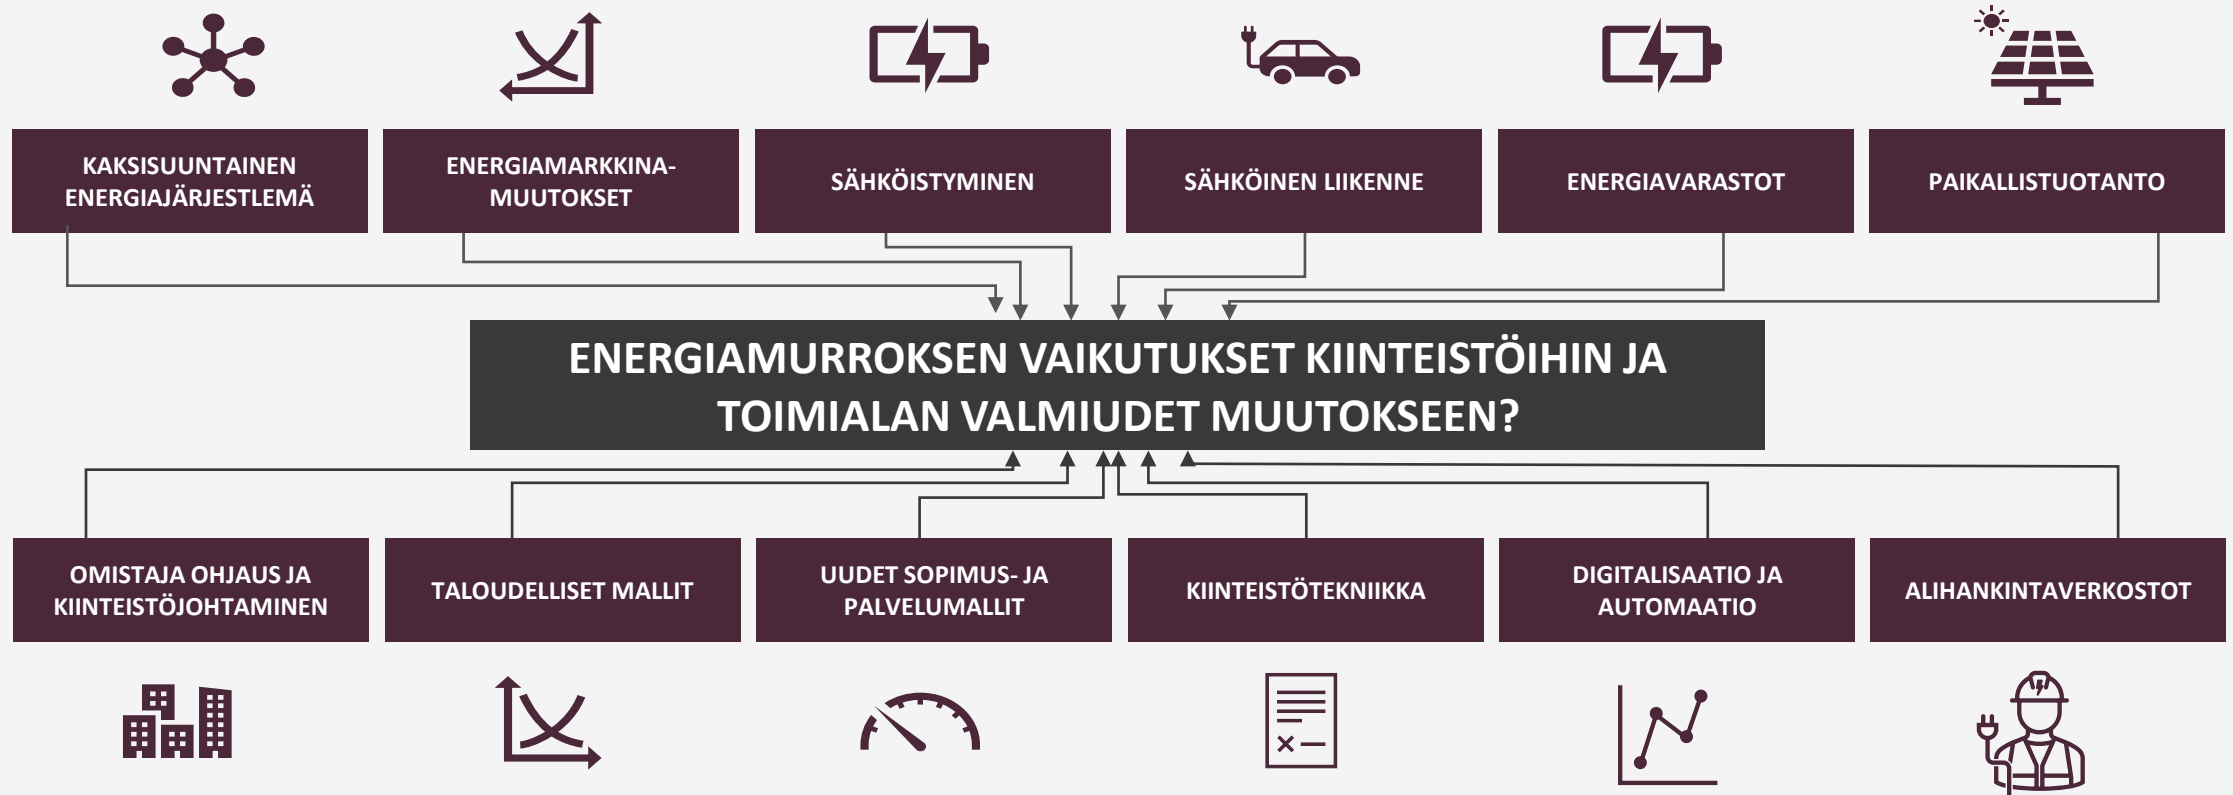 KAKSISUUNTAINEN
ENERGIAJÄRJESTLEMÄ
ENERGIAMARKKINA-
MUUTOKSET
SÄHKÖISTYMINEN
SÄHKÖINEN LIIKENNE
ENERGIAVARASTOT
PAIKALLISTUOTANTO
ENERGIAMURROKSEN VAIKUTUKSET KIINTEISTÖIHIN JA
TOIMIALAN VALMIUDET MUUTOKSEEN?
OMISTAJA OHJAUS JA
KIINTEISTÖJOHTAMINEN
TALOUDELLISET MALLIT
UUDET SOPIMUS- JA
PALVELUMALLIT
KIINTEISTÖTEKNIIKKA
DIGITALISAATIO JA
AUTOMAATIO
ALIHANKINTAVERKOSTOT